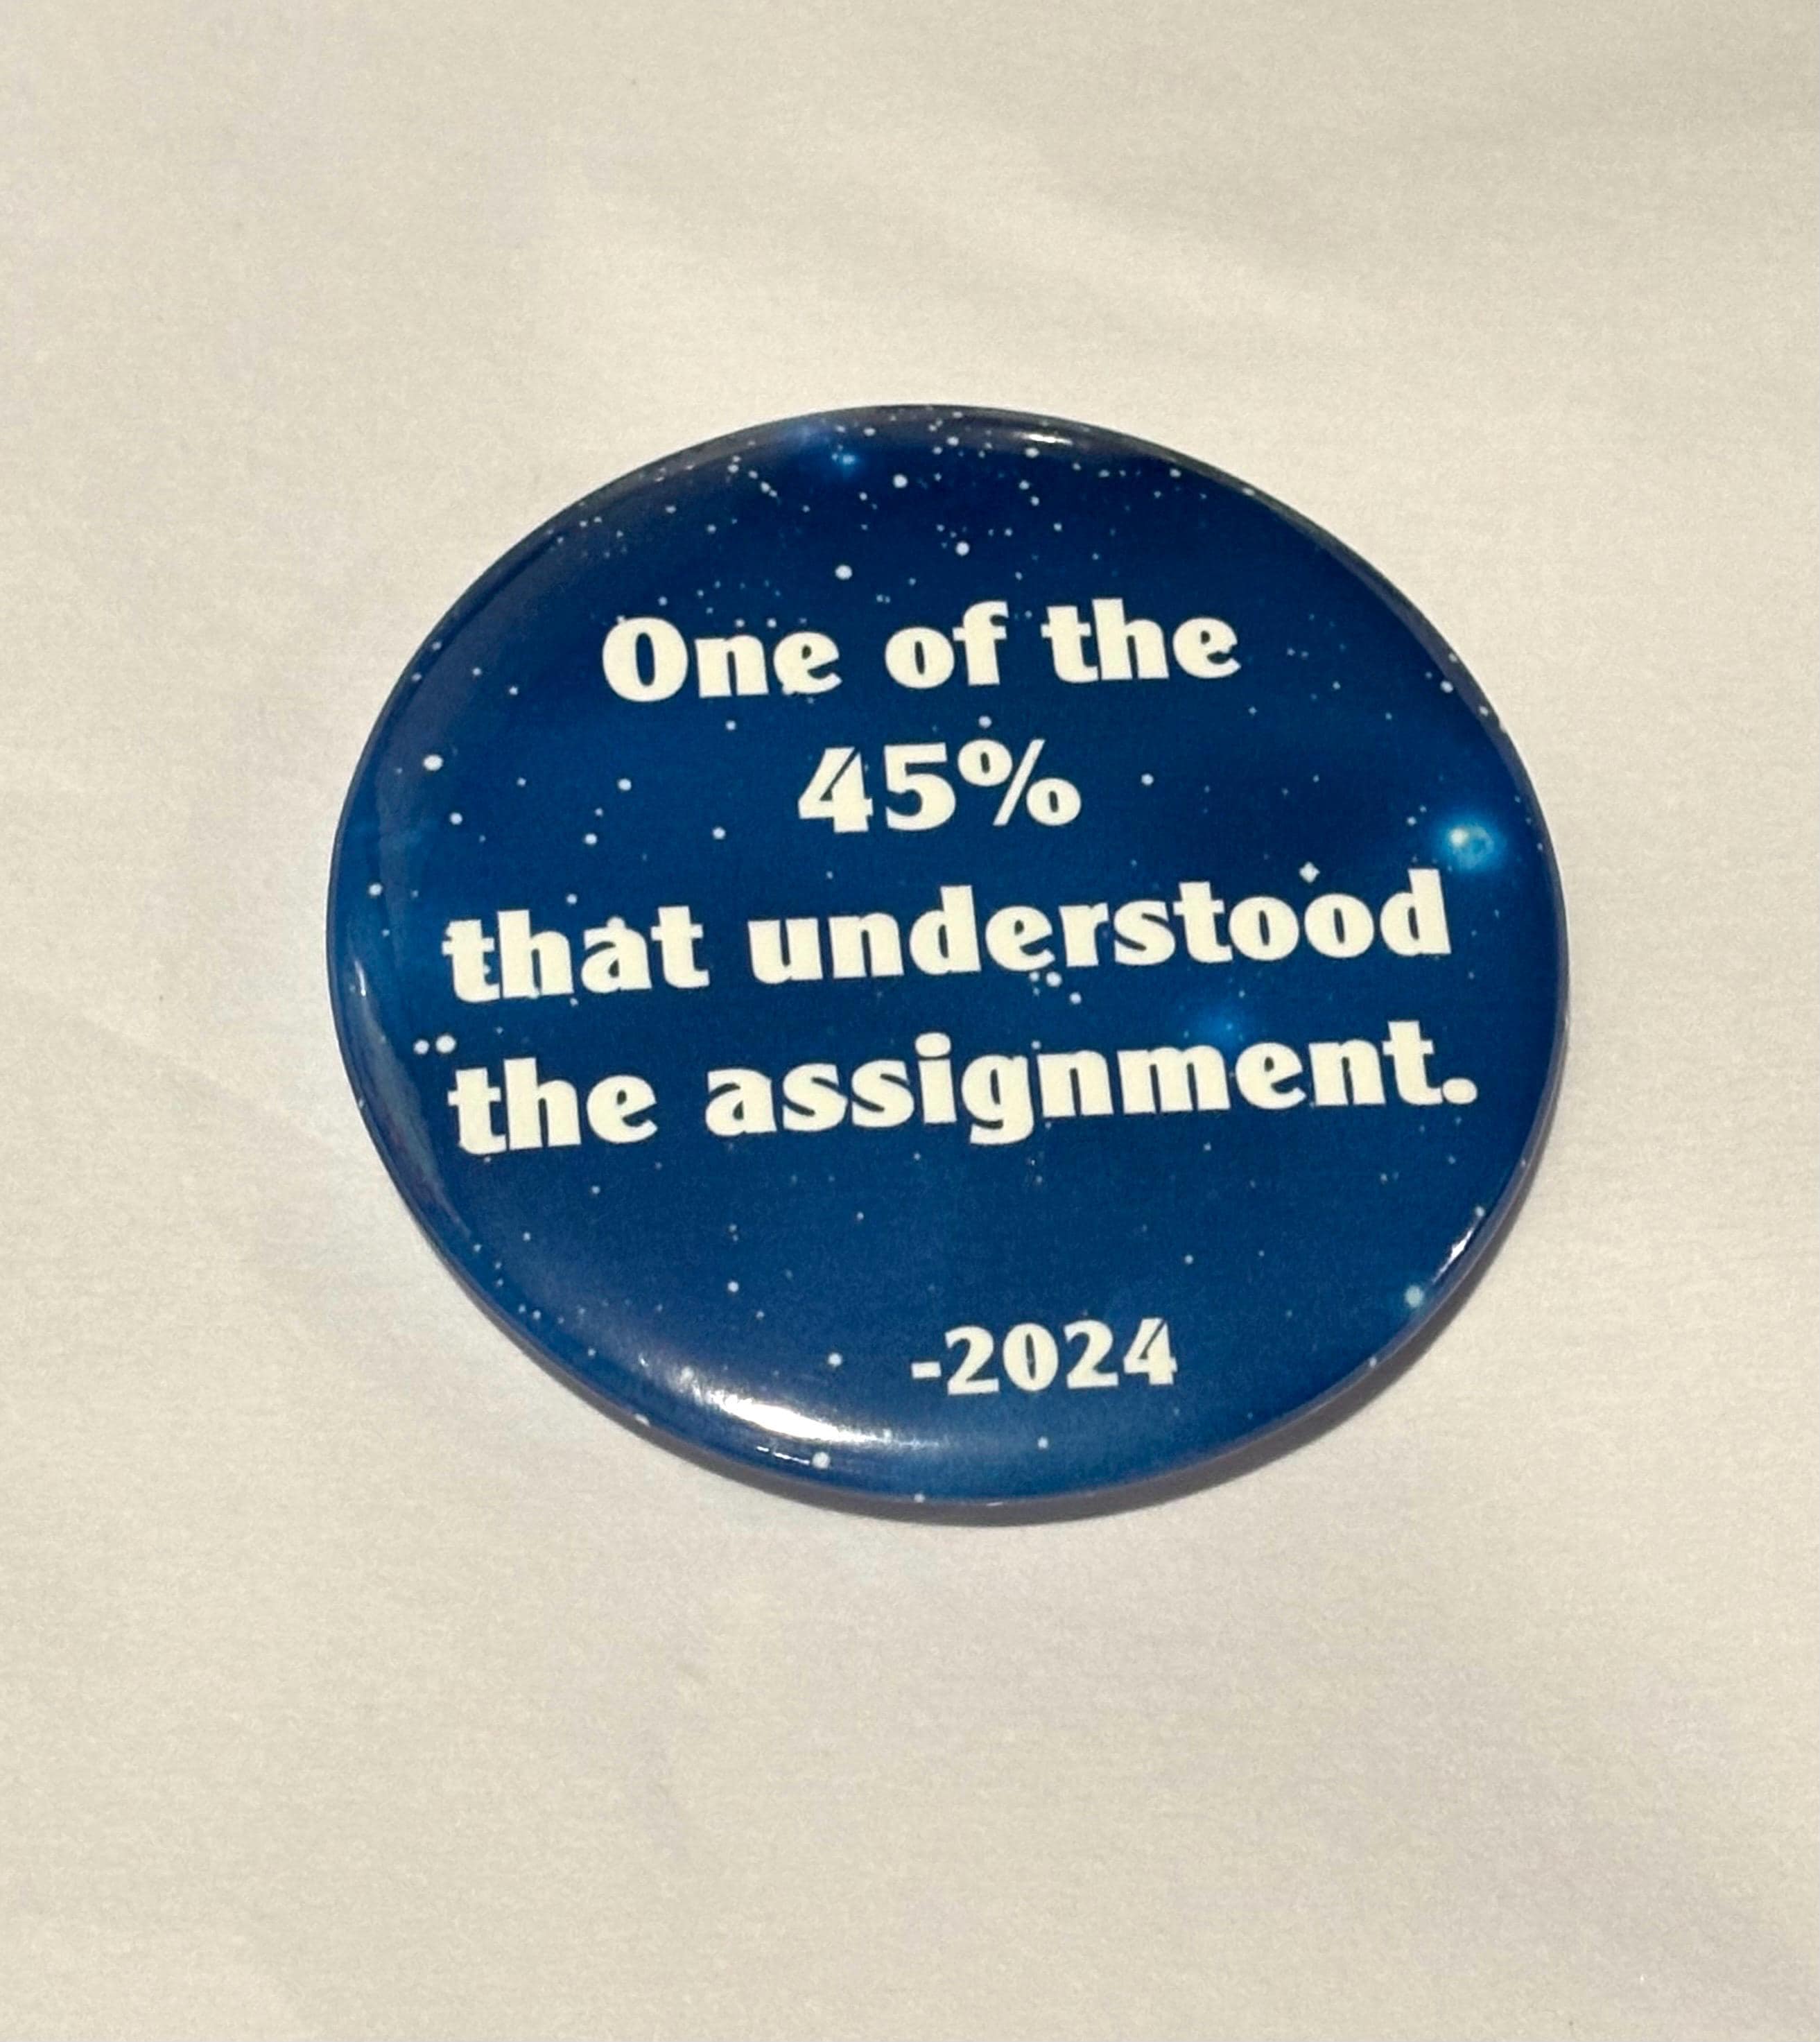 One of the
45%
that understood
the assignment.
-2024